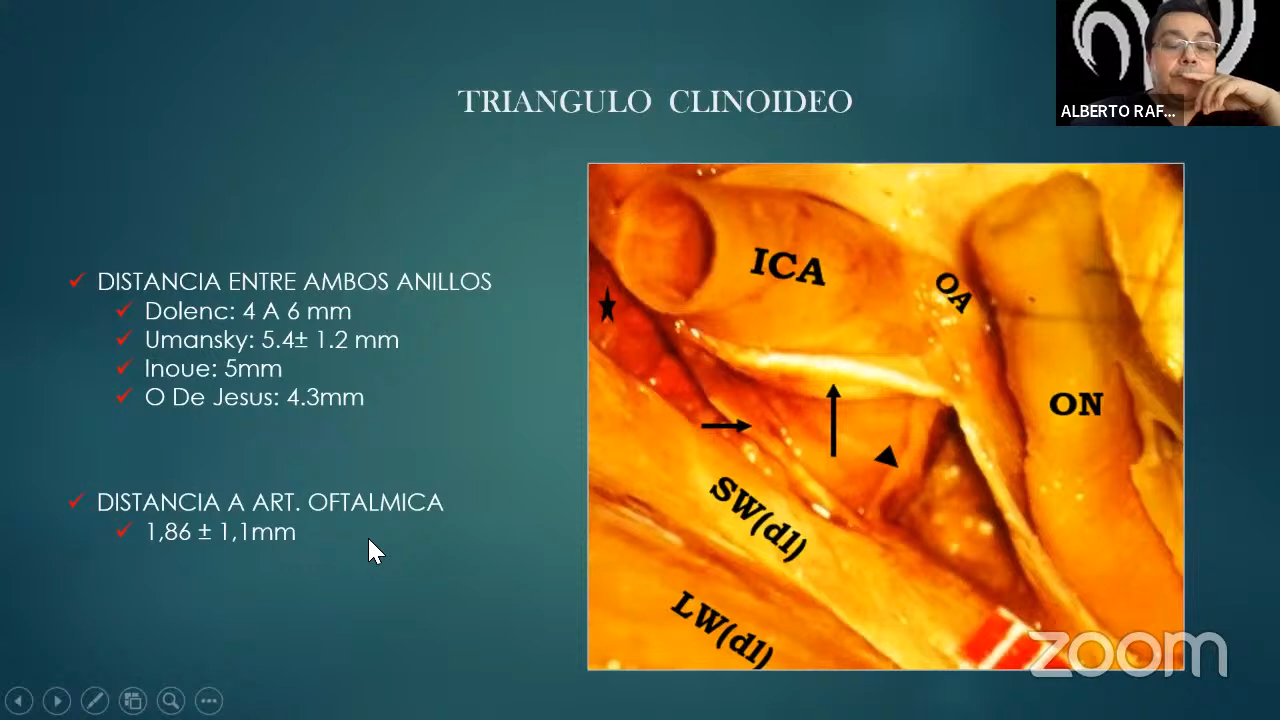 ALBERTO RAF...
TRIANGULO CLINOIDEO
DISTANCIA ENTRE AMBOS ANILLOS
Dolenc: 4 A 6 mm
Umansky: 5.4± 1.2 mm
Inoue: 5mm
O De Jesus: 4.3mm
DISTANCIA A ART. OFTALMICA
1,86 ± 1,1mm
ICA
OA
ON
SW(dl)
LW(dl)
zoom